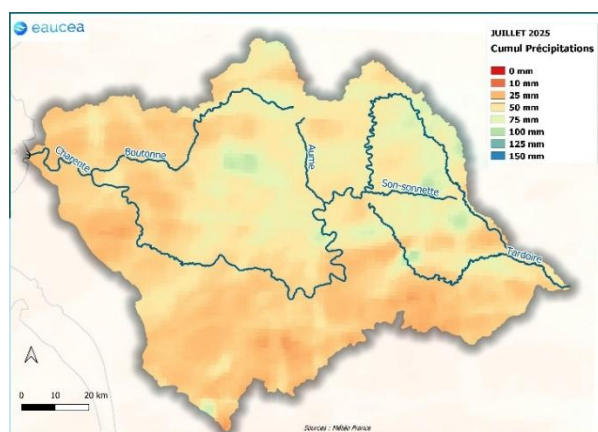 eaucea
JUILLET 2025
Cumul Précipitations
0 mm
10 mm
25 mm
50 mm
75 mm
100 mm
125 mm
150 mm
Charente
Boutonne
Aume
Son-sonnette
Tardoire
0
10
20 km
Sources : Météo France